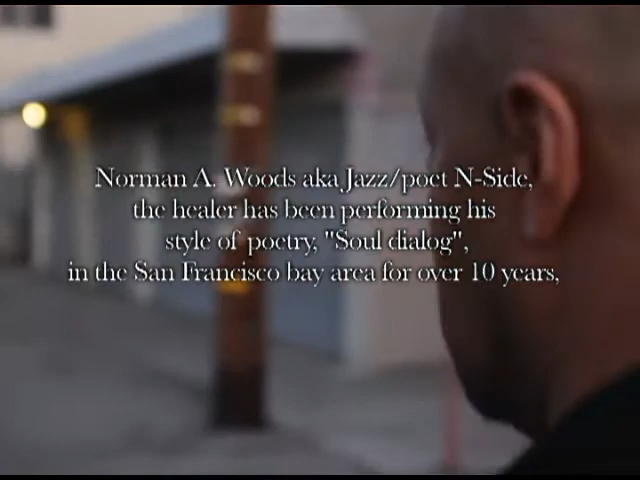 Norman A. Woods aka Jazz/poet N-Side,
the healer has been performing his
style of poetry, "Soul dialog",
in the San Francisco bay area for over 10 years,